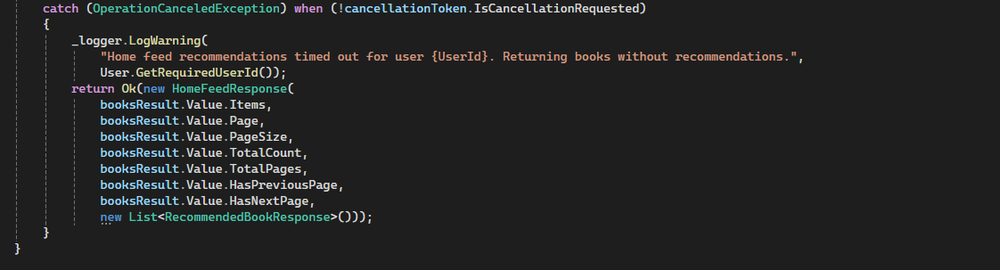 catch (OperationCanceledException) when (!cancellationToken.IsCancellationRequested)
{
_logger.LogWarning(
"Home feed recommendations timed out for user {UserId}. Returning books without recommendations.",
User.GetRequiredUserId());
return Ok(new HomeFeedResponse(
booksResult.Value.Items,
booksResult.Value.Page,
booksResult.Value.PageSize,
booksResult.Value.TotalCount,
booksResult.Value.TotalPages,
booksResult.Value.HasPreviousPage,
booksResult.Value.HasNextPage,
new List<RecommendedBookResponse>()));
}
}